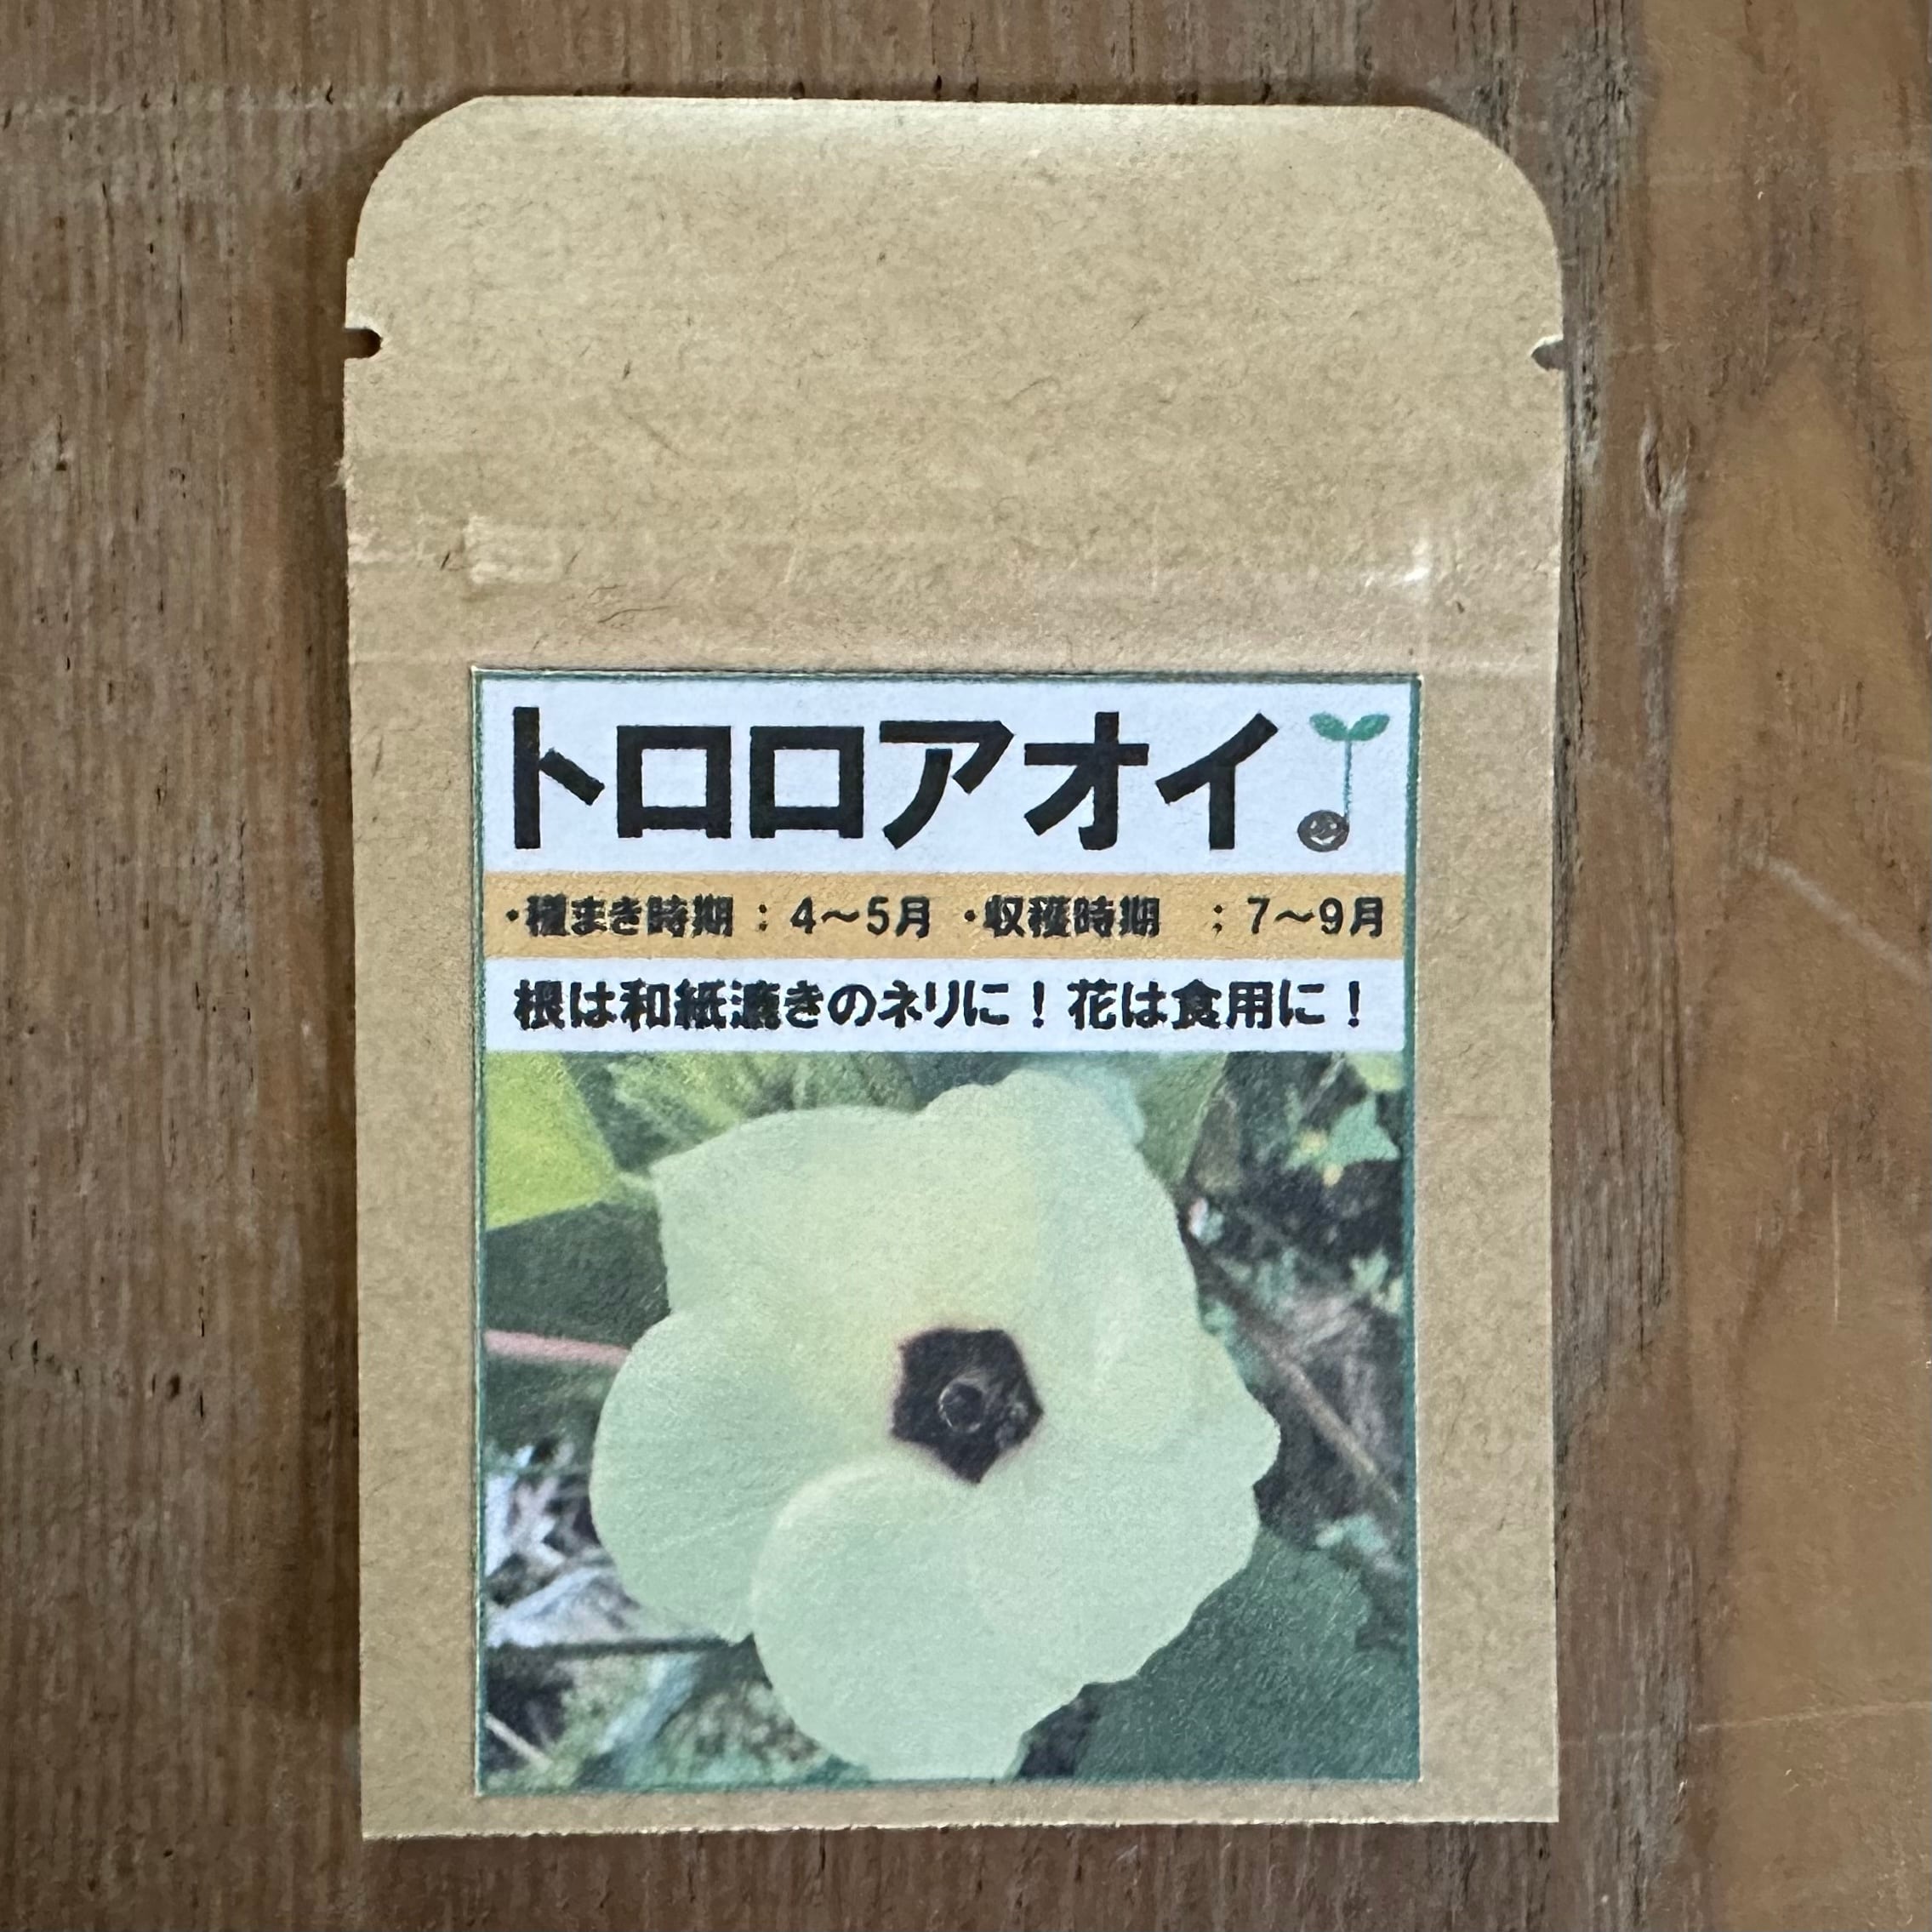 トロロアオイ
・種まき時期：4～5月 ・収穫時期 ：7～9月
根は和紙漉きのネリに！花は食用に！